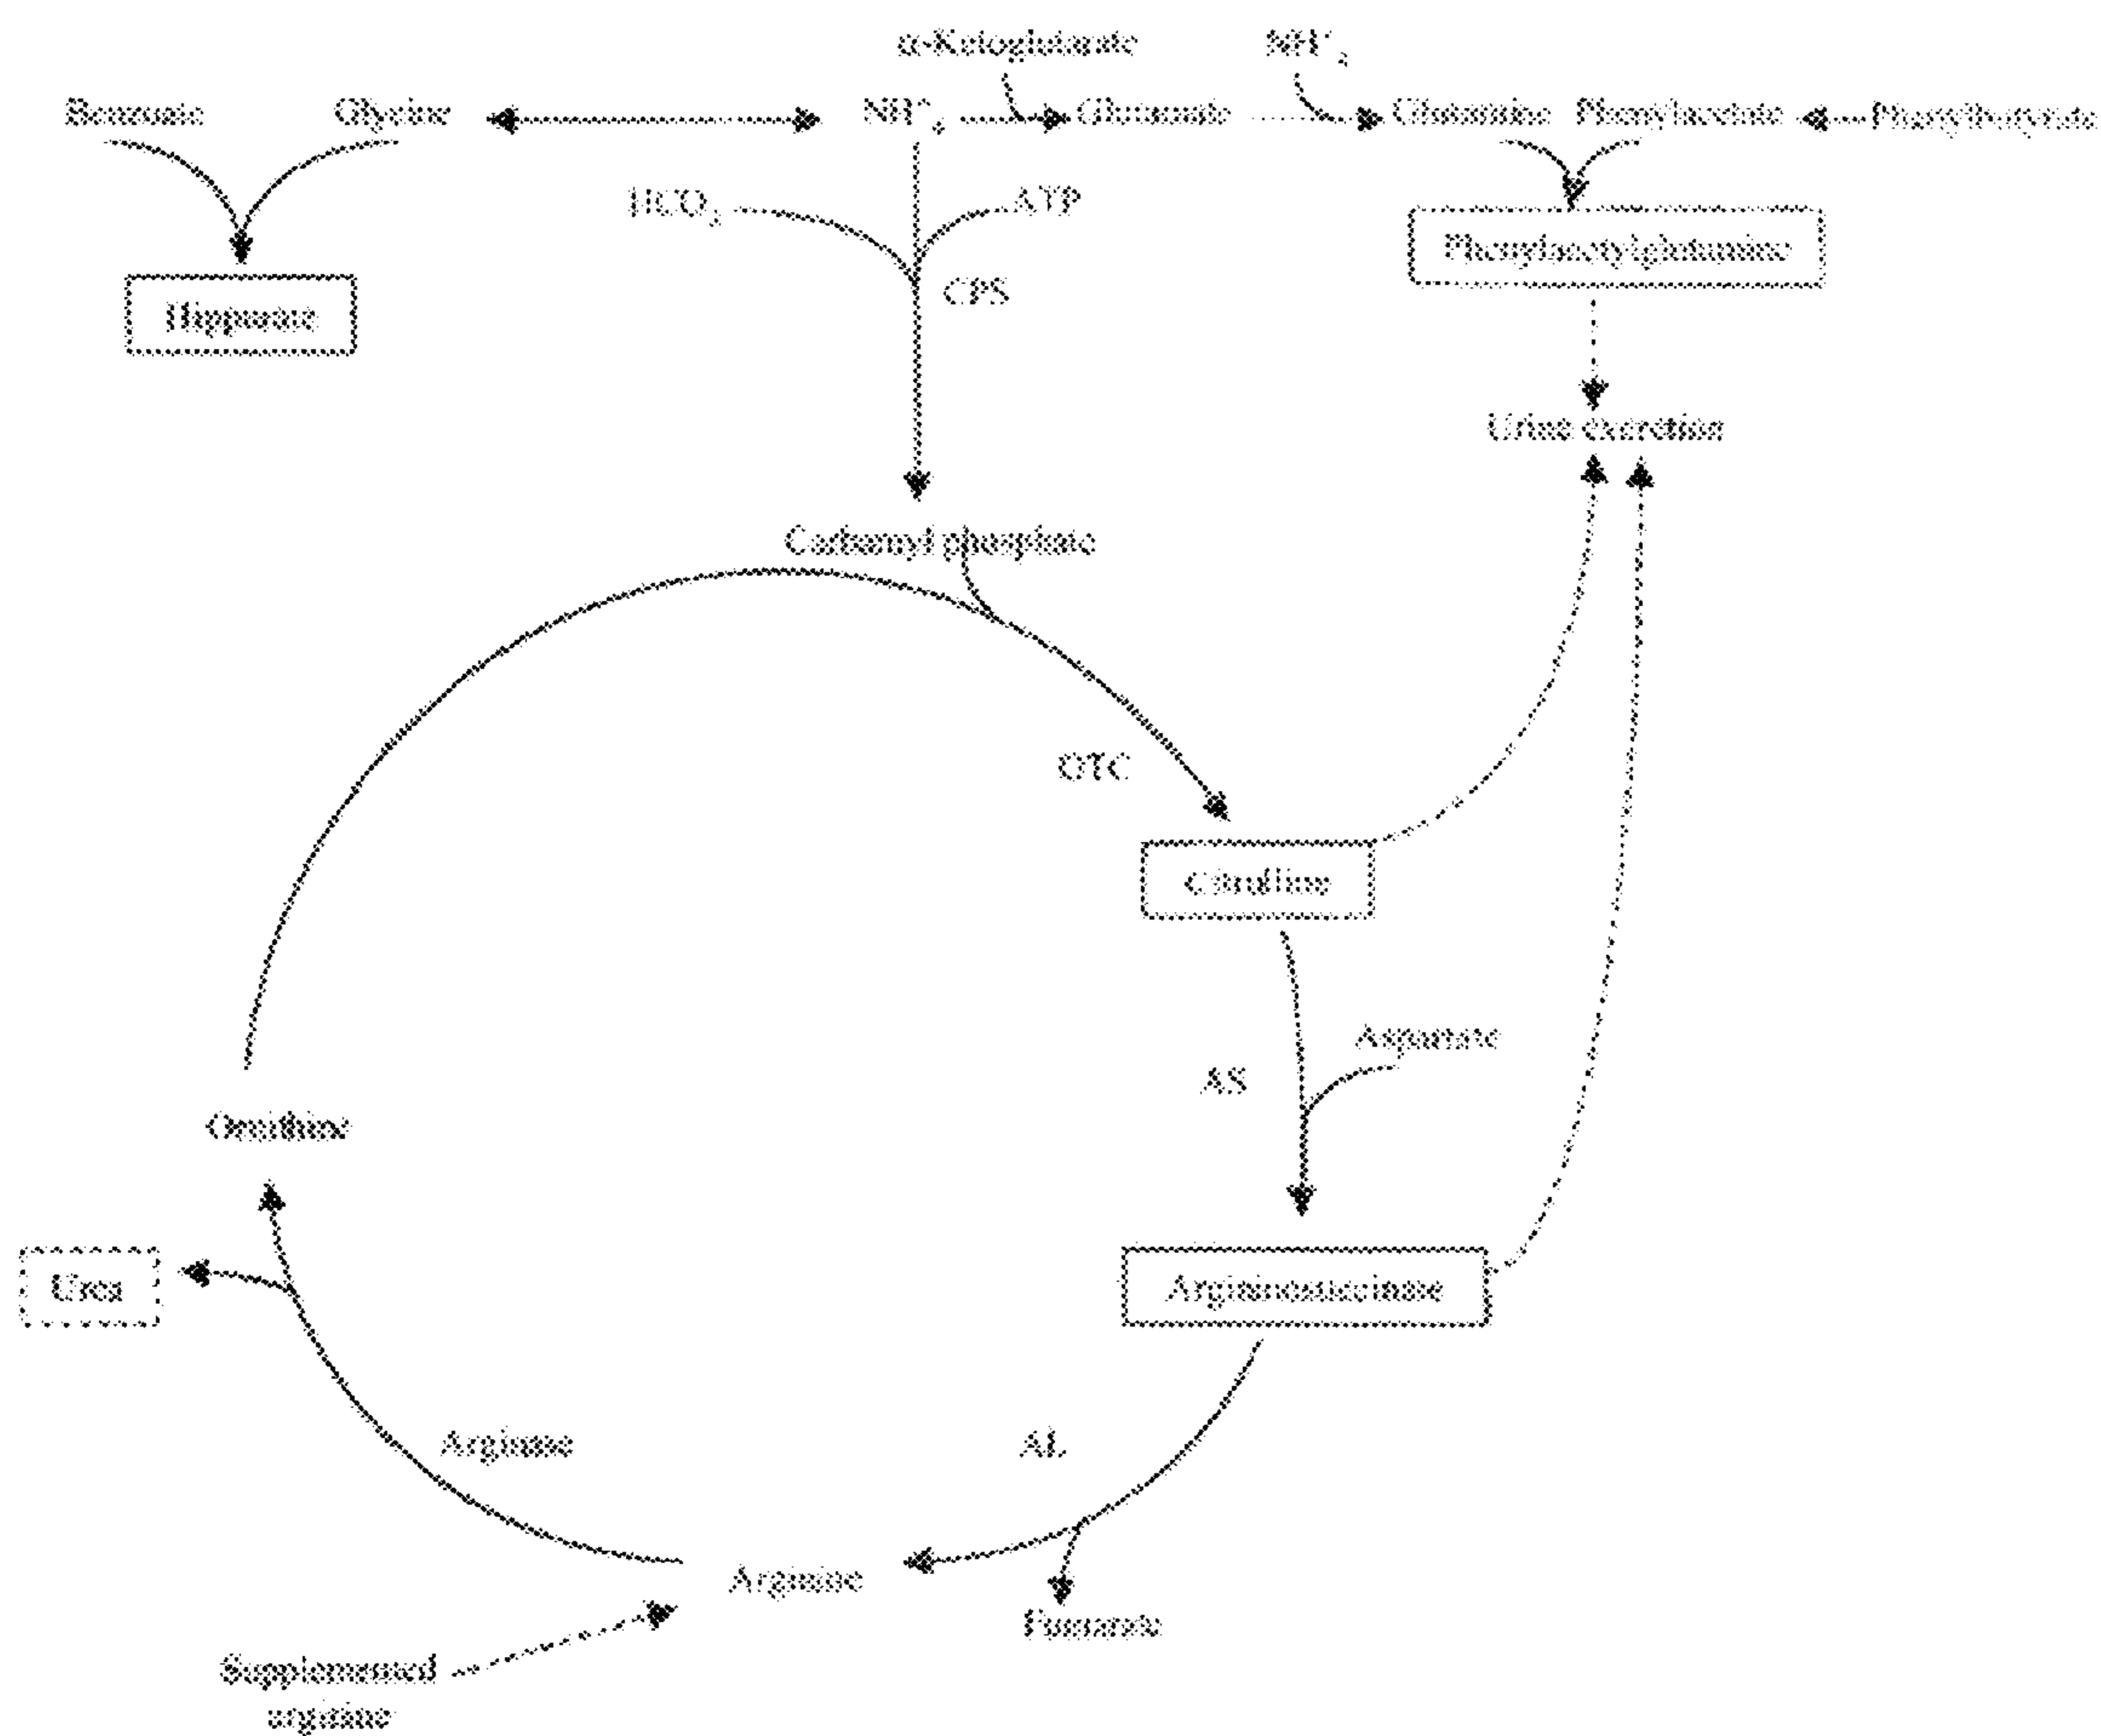 α-Ketoglutarate NH⁺₄
Benzoate Glycine NH⁺₄ Glutamate Glutamine Phenylacetate Phenylbutyrate
HCO₃ ATP
Phenylacetylglutamine
CPS
Hippurate
Urine excretion
Carbamyl phosphate
OTC
Citrulline
Aspartate
AS
Ornithine
Urea
Argininosuccinate
Arginase
AL
Arginine
Fumarate
Supplemented
arginine